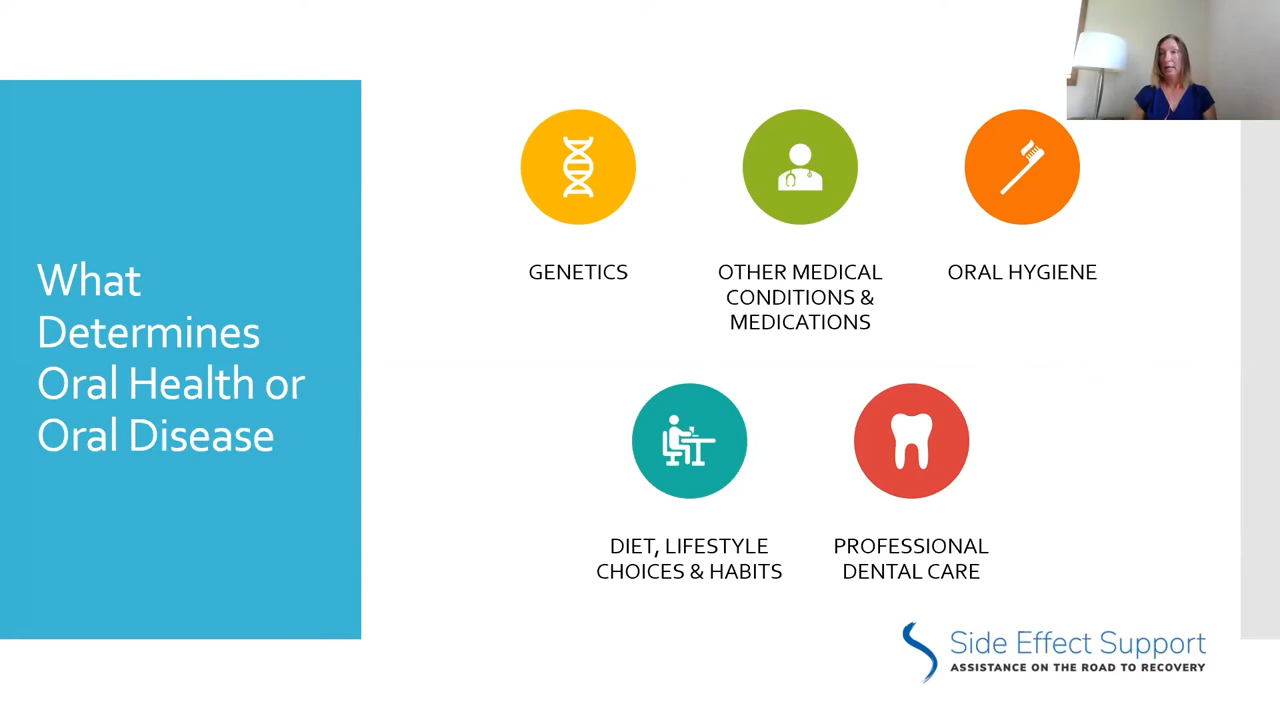 What
Determines
Oral Health or
Oral Disease
GENETICS
OTHER MEDICAL
CONDITIONS &
MEDICATIONS
ORAL HYGIENE
DIET, LIFESTYLE
CHOICES & HABITS
PROFESSIONAL
DENTAL CARE
Side Effect Support
ASSISTANCE ON THE ROAD TO RECOVERY